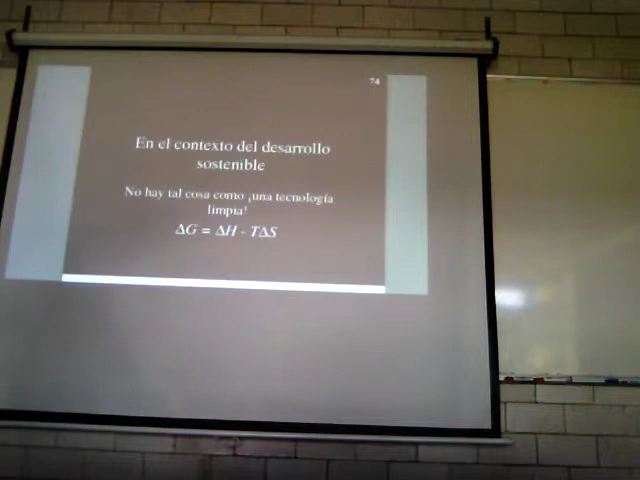 74
En el contexto del desarrollo
sostenible
No hay tal cosa como ¡una tecnología
limpia!
ΔG = ΔH - TΔS